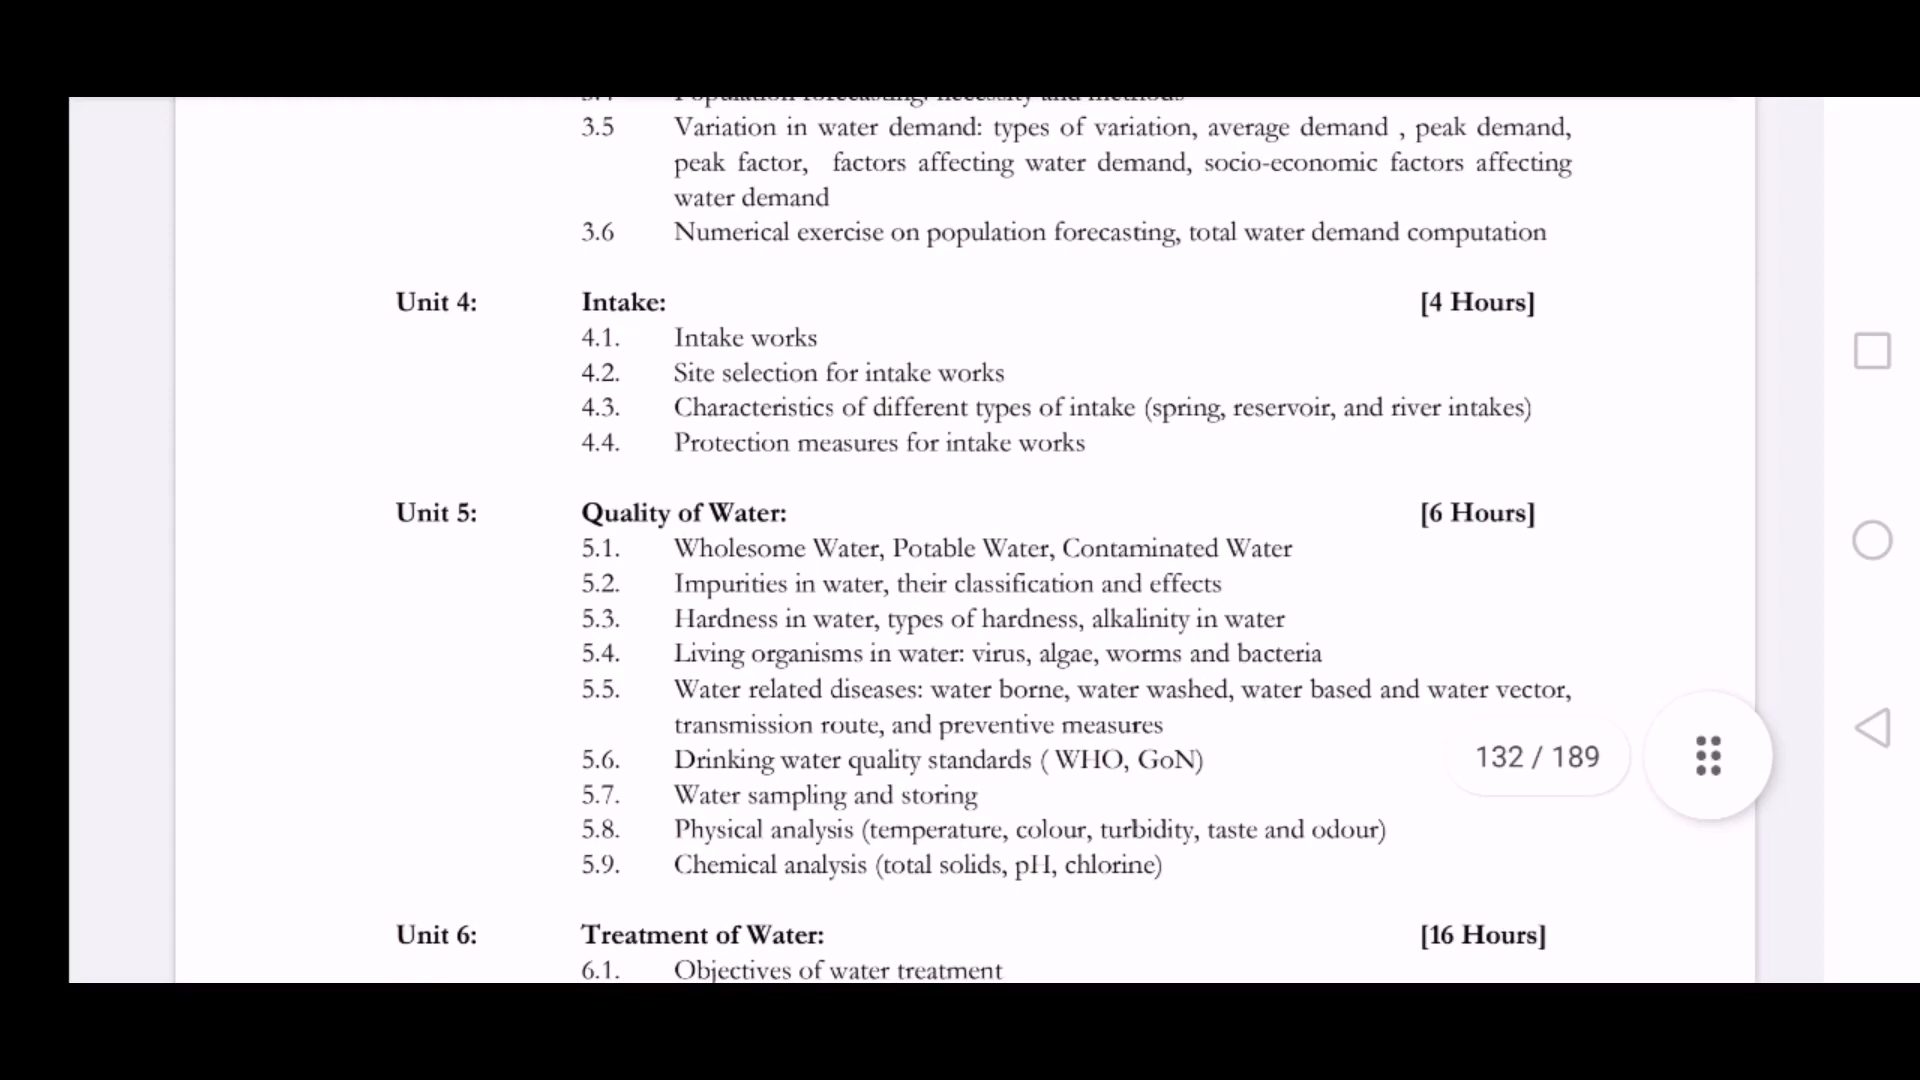 3.4 Population forecasting: necessity and methods
3.5 Variation in water demand: types of variation, average demand , peak demand,
peak factor, factors affecting water demand, socio-economic factors affecting
water demand
3.6 Numerical exercise on population forecasting, total water demand computation
Unit 4: Intake: [4 Hours]
4.1. Intake works
4.2. Site selection for intake works
4.3. Characteristics of different types of intake (spring, reservoir, and river intakes)
4.4. Protection measures for intake works
Unit 5: Quality of Water: [6 Hours]
5.1. Wholesome Water, Potable Water, Contaminated Water
5.2. Impurities in water, their classification and effects
5.3. Hardness in water, types of hardness, alkalinity in water
5.4. Living organisms in water: virus, algae, worms and bacteria
5.5. Water related diseases: water borne, water washed, water based and water vector,
transmission route, and preventive measures
5.6. Drinking water quality standards ( WHO, GoN)
132 / 189
5.7. Water sampling and storing
5.8. Physical analysis (temperature, colour, turbidity, taste and odour)
5.9. Chemical analysis (total solids, pH, chlorine)
Unit 6: Treatment of Water: [16 Hours]
6.1. Objectives of water treatment